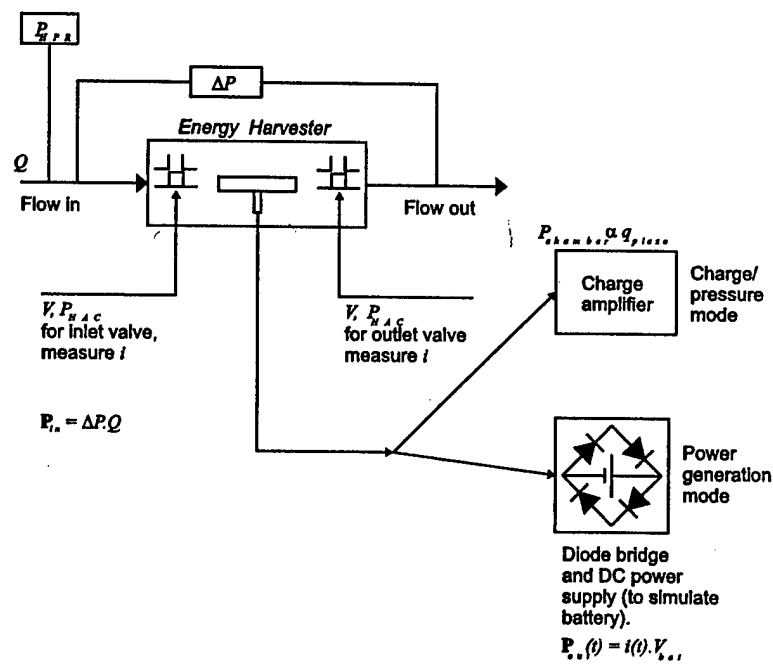 P_HPR
ΔP
Energy Harvester
Q
Flow in
Flow out
V, P_HAC
for inlet valve,
measure i
V, P_HAC
for outlet valve
measure i
P_chamber α q_piezo
Charge
amplifier
Charge/
pressure
mode
P_in = ΔP.Q
Power
generation
mode
Diode bridge
and DC power
supply (to simulate
battery).
P_out(t) = i(t).V_bat